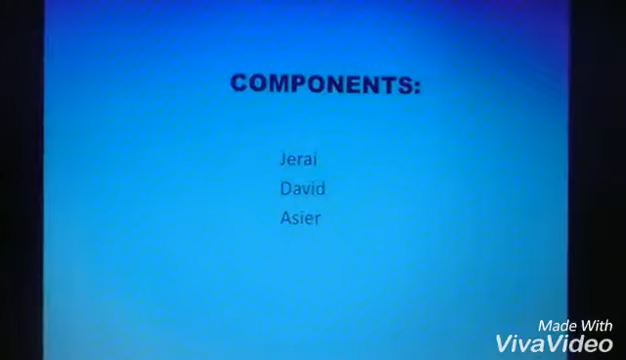 COMPONENTS:
Jerai
David
Asier
Made With
VivaVideo